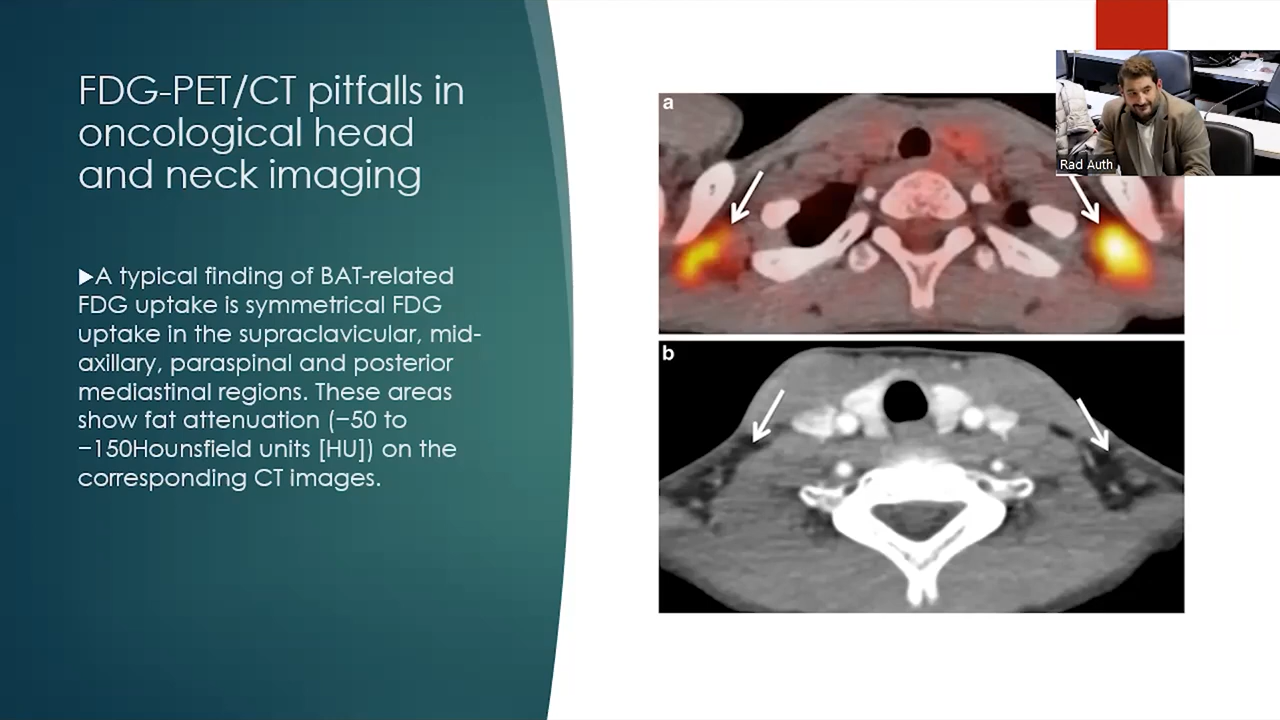 FDG-PET/CT pitfalls in
oncological head
and neck imaging
▶A typical finding of BAT-related
FDG uptake is symmetrical FDG
uptake in the supraclavicular, mid-
axillary, paraspinal and posterior
mediastinal regions. These areas
show fat attenuation (−50 to
−150Hounsfield units [HU]) on the
corresponding CT images.
a
b
Rad Auth